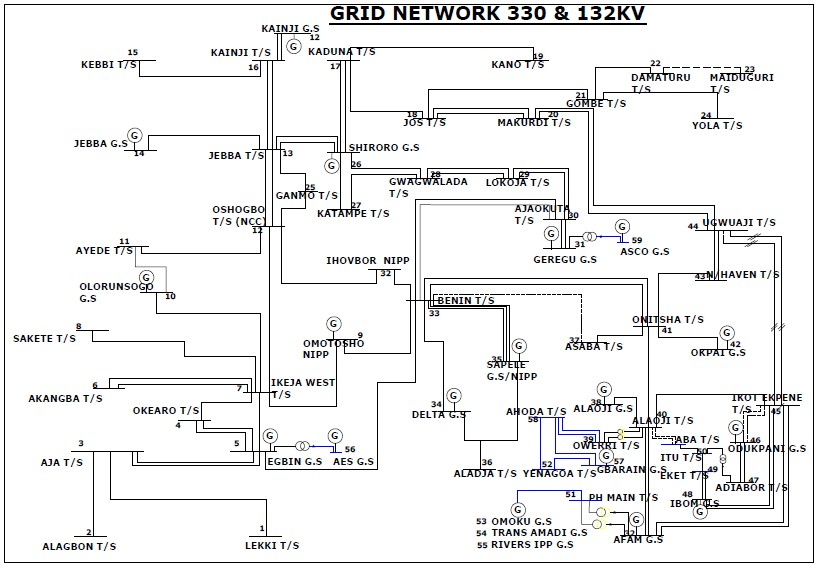 GRID NETWORK 330 & 132KV
KAINJI G.S
12
G
15
KEBBI T/S
KAINJI T/S
16
KADUNA T/S
17
19
KANO T/S
22
DAMATURU
T/S
23
MAIDUGURI
T/S
21
GOMBE T/S
18
JOS T/S
20
MAKURDI T/S
24
YOLA T/S
JEBBA G.S
G
14
JEBBA T/S
13
SHIRORO G.S
G
26
GWAGWALADA
T/S
28
29
LOKOJA T/S
25
GANMO T/S
27
KATAMPE T/S
OSHOGBO
T/S (NCC)
12
AJAOKUTA
T/S
30
G
31
GEREGU G.S
G
59
ASCO G.S
44
UGWUAJI T/S
11
AYEDE T/S
OLORUNSOGO
G.S
G
10
IHOVBOR NIPP
32
43
N/HAVEN T/S
BENIN T/S
33
8
SAKETE T/S
G
9
OMOTOSHO
NIPP
ONITSHA T/S
41
37
ASABA T/S
G
42
OKPAI G.S
G
35
SAPELE
G.S/NIPP
6
AKANGBA T/S
7
IKEJA WEST
T/S
G
34
DELTA G.S
G
38
ALAOJI G.S
IKOT EKPENE
T/S
45
OKEARO T/S
4
AHODA T/S
58
40
ALAOJI T/S
3
AJA T/S
5
G
EGBIN G.S
G
56
AES G.S
39
OWERRI T/S
G
57
GBARAIN G.S
ABA T/S
50
G
46
ODUKPANI G.S
36
ALADJA T/S
52
YENAGOA T/S
ITU T/S
EKET T/S
49
47
ADIABOR T/S
51
PH MAIN T/S
48
IBOM G.S
G
G
53 OMOKU G.S
54 TRANS AMADI G.S
55 RIVERS IPP G.S
G
AFAM G.S
2
ALAGBON T/S
1
LEKKI T/S